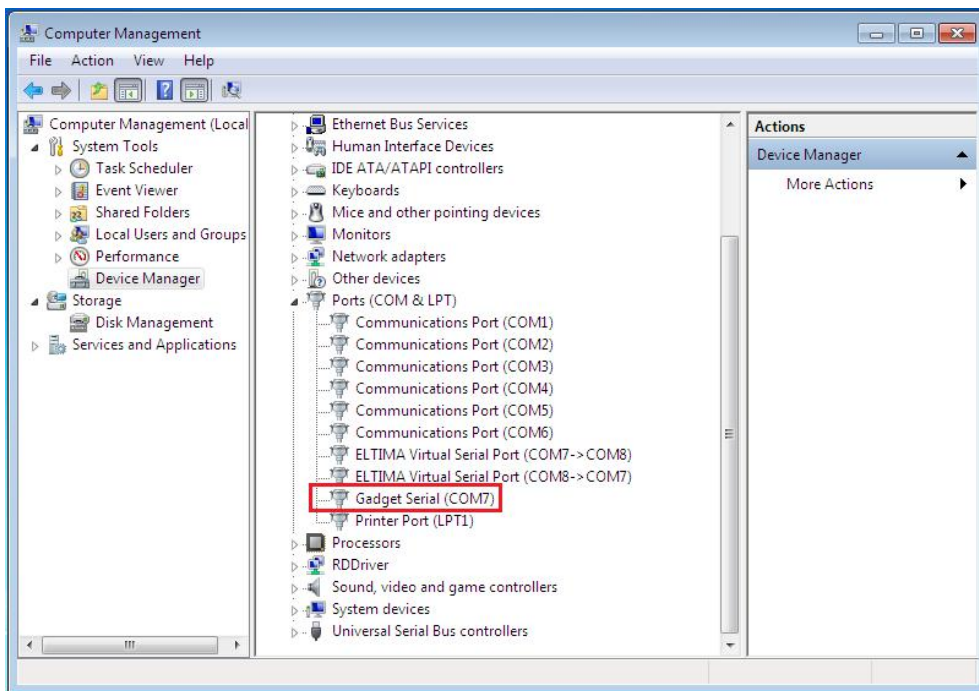 Computer Management
File Action View Help
Computer Management (Local
System Tools
Task Scheduler
Event Viewer
Shared Folders
Local Users and Groups
Performance
Device Manager
Storage
Disk Management
Services and Applications
Ethernet Bus Services
Human Interface Devices
IDE ATA/ATAPI controllers
Keyboards
Mice and other pointing devices
Monitors
Network adapters
Other devices
Ports (COM & LPT)
Communications Port (COM1)
Communications Port (COM2)
Communications Port (COM3)
Communications Port (COM4)
Communications Port (COM5)
Communications Port (COM6)
ELTIMA Virtual Serial Port (COM7->COM8)
ELTIMA Virtual Serial Port (COM8->COM7)
Gadget Serial (COM7)
Printer Port (LPT1)
Processors
RDDriver
Sound, video and game controllers
System devices
Universal Serial Bus controllers
Actions
Device Manager
More Actions